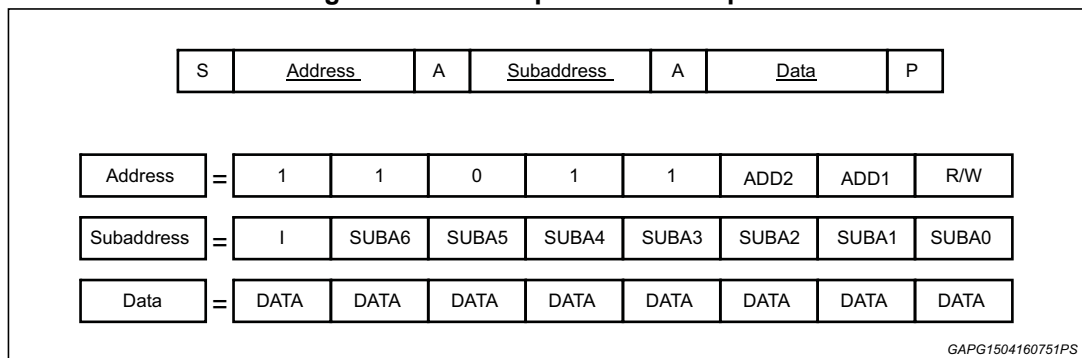 S Address A Subaddress A Data P
Address = 1 1 0 1 1 ADD2 ADD1 R/W
Subaddress = I SUBA6 SUBA5 SUBA4 SUBA3 SUBA2 SUBA1 SUBA0
Data = DATA DATA DATA DATA DATA DATA DATA DATA
GAPG1504160751PS